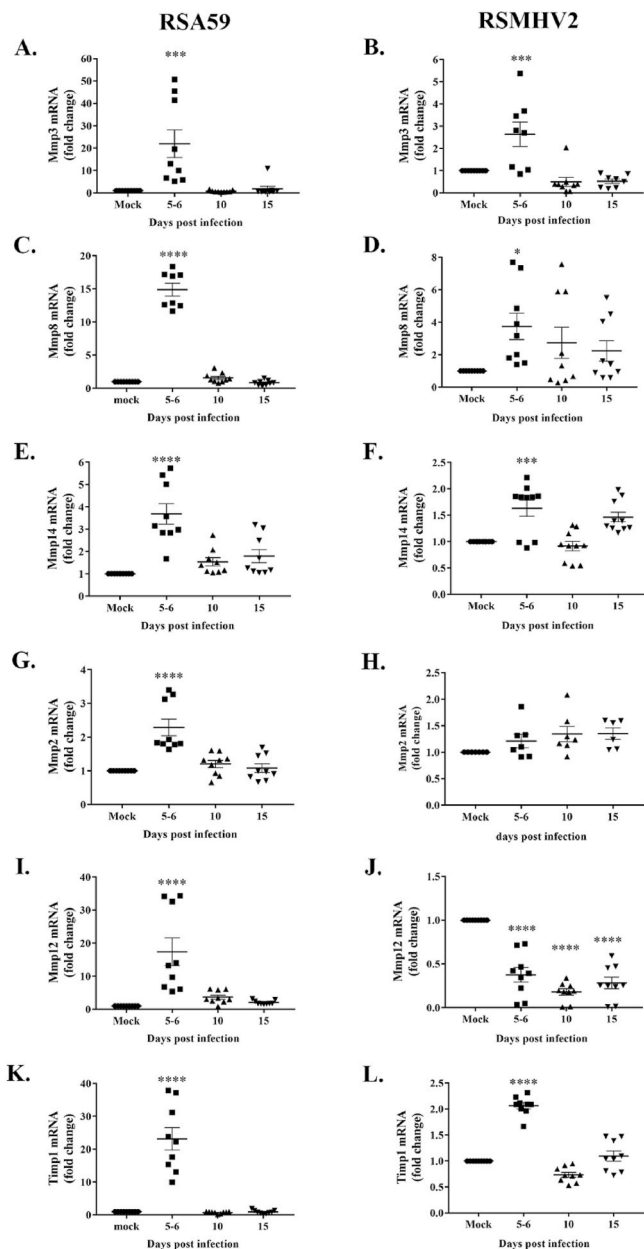 RSA59
RSMHV2
A.
***
Mmp3 mRNA
(fold change)
60
50
40
30
20
10
0
Mock 5-6 10 15
Days post infection
B.
***
Mmp3 mRNA
(fold change)
6
5
4
3
2
1
0
Mock 5-6 10 15
Days post infection
C.
****
Mmp8 mRNA
(fold change)
20
15
10
5
0
mock 5-6 10 15
Days post infection
D.
*
Mmp8 mRNA
(fold change)
8
6
4
2
0
Mock 5-6 10 15
Days post infection
E.
****
Mmp14 mRNA
(fold change)
6
5
4
3
2
1
0
Mock 5-6 10 15
Days post infection
F.
***
Mmp14 mRNA
(fold change)
2.5
2.0
1.5
1.0
0.5
0.0
Mock 5-6 10 15
Days post infection
G.
****
Mmp2 mRNA
(fold change)
4
3
2
1
0
Mock 5-6 10 15
Days post infection
H.
Mmp2 mRNA
(fold change)
2.5
2.0
1.5
1.0
0.5
0.0
Mock 5-6 10 15
days post infection
I.
****
Mmp12 mRNA
(fold change)
40
30
20
10
0
Mock 5-6 10 15
Days post infection
J.
**** **** ****
Mmp12 mRNA
(fold change)
1.5
1.0
0.5
0.0
Mock 5-6 10 15
Days post infection
K.
****
Timp1 mRNA
(fold change)
40
30
20
10
0
mock 5-6 10 15
Days post infection
L.
****
Timp1 mRNA
(fold change)
2.5
2.0
1.5
1.0
0.5
0.0
Mock 5-6 10 15
Days post infection